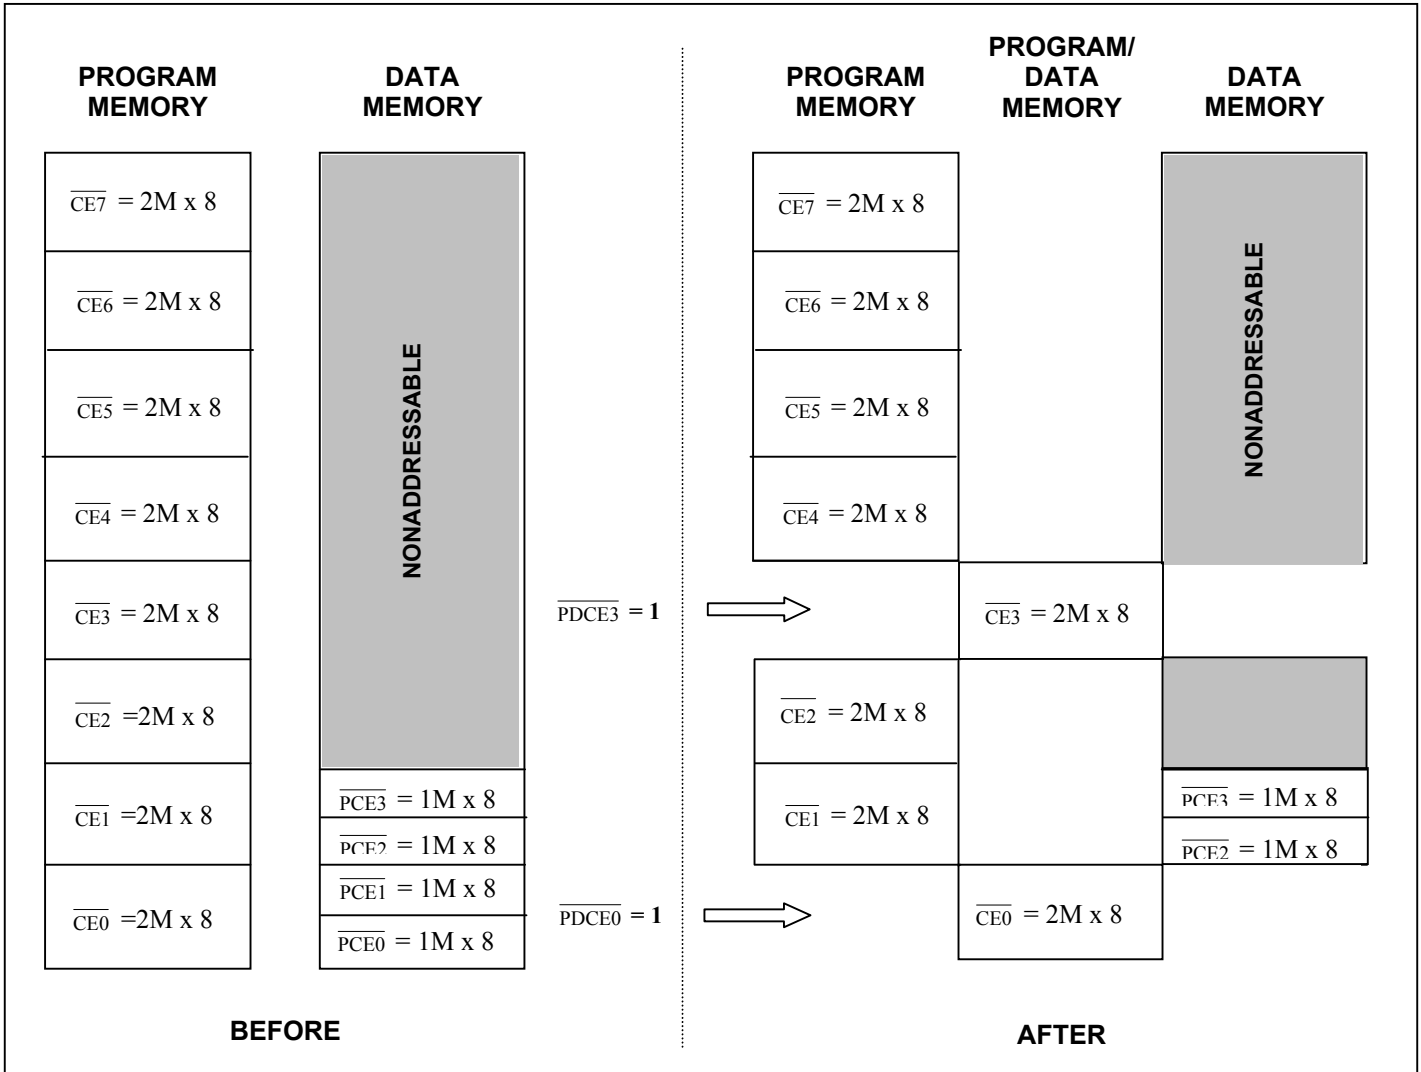 PROGRAM
MEMORY
DATA
MEMORY
CE7 = 2M x 8
CE6 = 2M x 8
CE5 = 2M x 8
CE4 = 2M x 8
CE3 = 2M x 8
CE2 =2M x 8
CE1 =2M x 8
CE0 =2M x 8
NONADDRESSABLE
PCE3 = 1M x 8
PCE2 = 1M x 8
PCE1 = 1M x 8
PCE0 = 1M x 8
BEFORE
PDCE3 = 1
PDCE0 = 1
PROGRAM
MEMORY
PROGRAM/
DATA
MEMORY
DATA
MEMORY
CE7 = 2M x 8
CE6 = 2M x 8
CE5 = 2M x 8
CE4 = 2M x 8
CE2 = 2M x 8
CE1 = 2M x 8
CE3 = 2M x 8
CE0 = 2M x 8
NONADDRESSABLE
PCE3 = 1M x 8
PCE2 = 1M x 8
AFTER